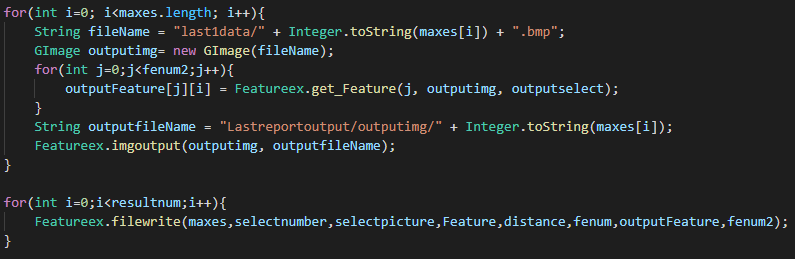 for(int i=0; i<maxes.length; i++){
    String fileName = "last1data/" + Integer.toString(maxes[i]) + ".bmp";
    GImage outputimg= new GImage(fileName);
    for(int j=0;j<fenum2;j++){
        outputFeature[j][i] = Featureex.get_Feature(j, outputimg, outputselect);
    }
    String outputfileName = "Lastreportoutput/outputimg/" + Integer.toString(maxes[i]);
    Featureex.imgoutput(outputimg, outputfileName);
}

for(int i=0;i<resultnum;i++){
    Featureex.filewrite(maxes,selectnumber,selectpicture,Feature,distance,fenum,outputFeature,fenum2);
}